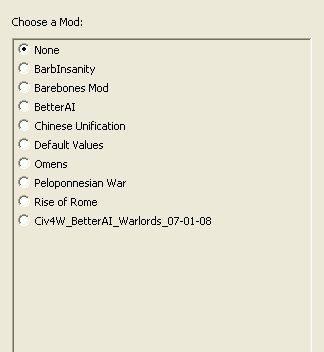 Choose a Mod:
None
BarbInsanity
Barebones Mod
BetterAI
Chinese Unification
Default Values
Omens
Peloponnesian War
Rise of Rome
Civ4W_BetterAI_Warlords_07-01-08